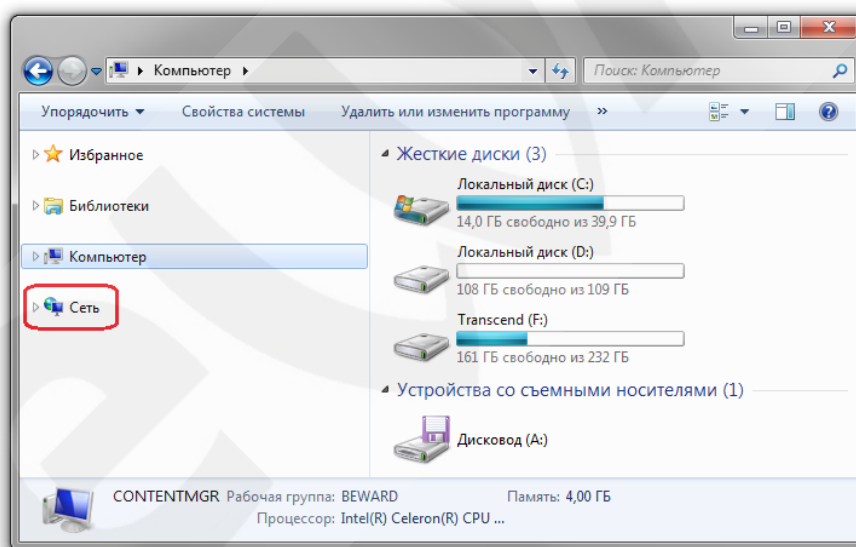 Компьютер
Поиск: Компьютер
Упорядочить Свойства системы Удалить или изменить программу »
Избранное
Библиотеки
Компьютер
Сеть
Жесткие диски (3)
Локальный диск (C:)
14,0 ГБ свободно из 39,9 ГБ
Локальный диск (D:)
108 ГБ свободно из 109 ГБ
Transcend (F:)
161 ГБ свободно из 232 ГБ
Устройства со съемными носителями (1)
Дисковод (A:)
CONTENTMGR Рабочая группа: BEWARD Память: 4,00 ГБ
Процессор: Intel(R) Celeron(R) CPU ...